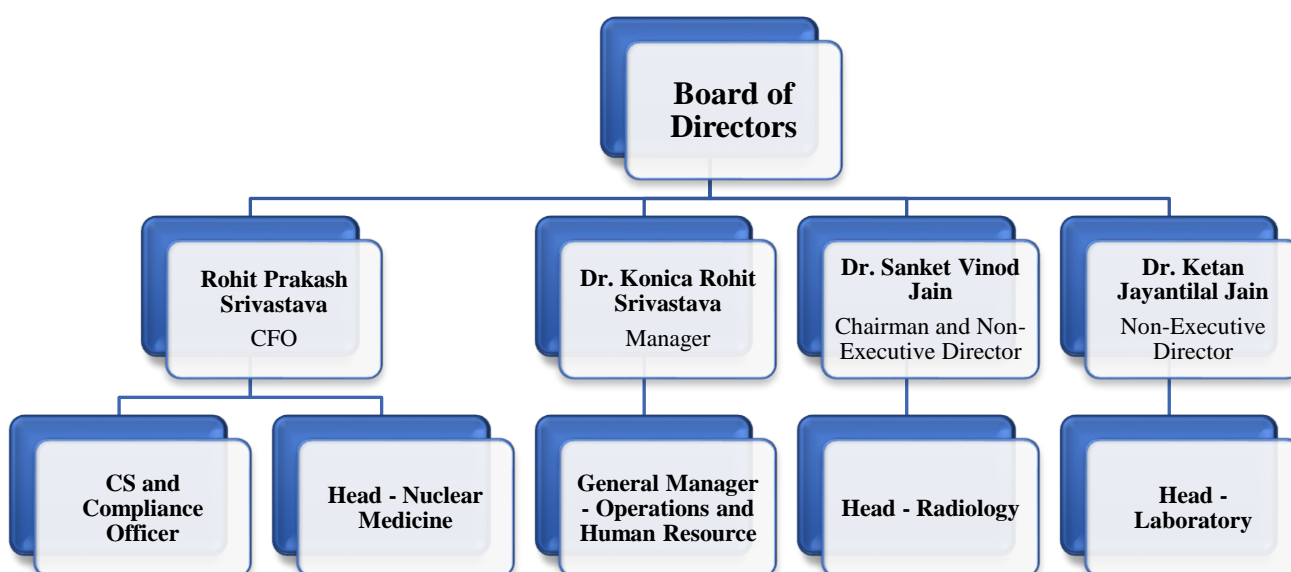 Board of
Directors
Rohit Prakash
Srivastava
CFO
Dr. Konica Rohit
Srivastava
Manager
Dr. Sanket Vinod
Jain
Chairman and Non-
Executive Director
Dr. Ketan
Jayantilal Jain
Non-Executive
Director
CS and
Compliance
Officer
Head - Nuclear
Medicine
General Manager
- Operations and
Human Resource
Head - Radiology
Head -
Laboratory